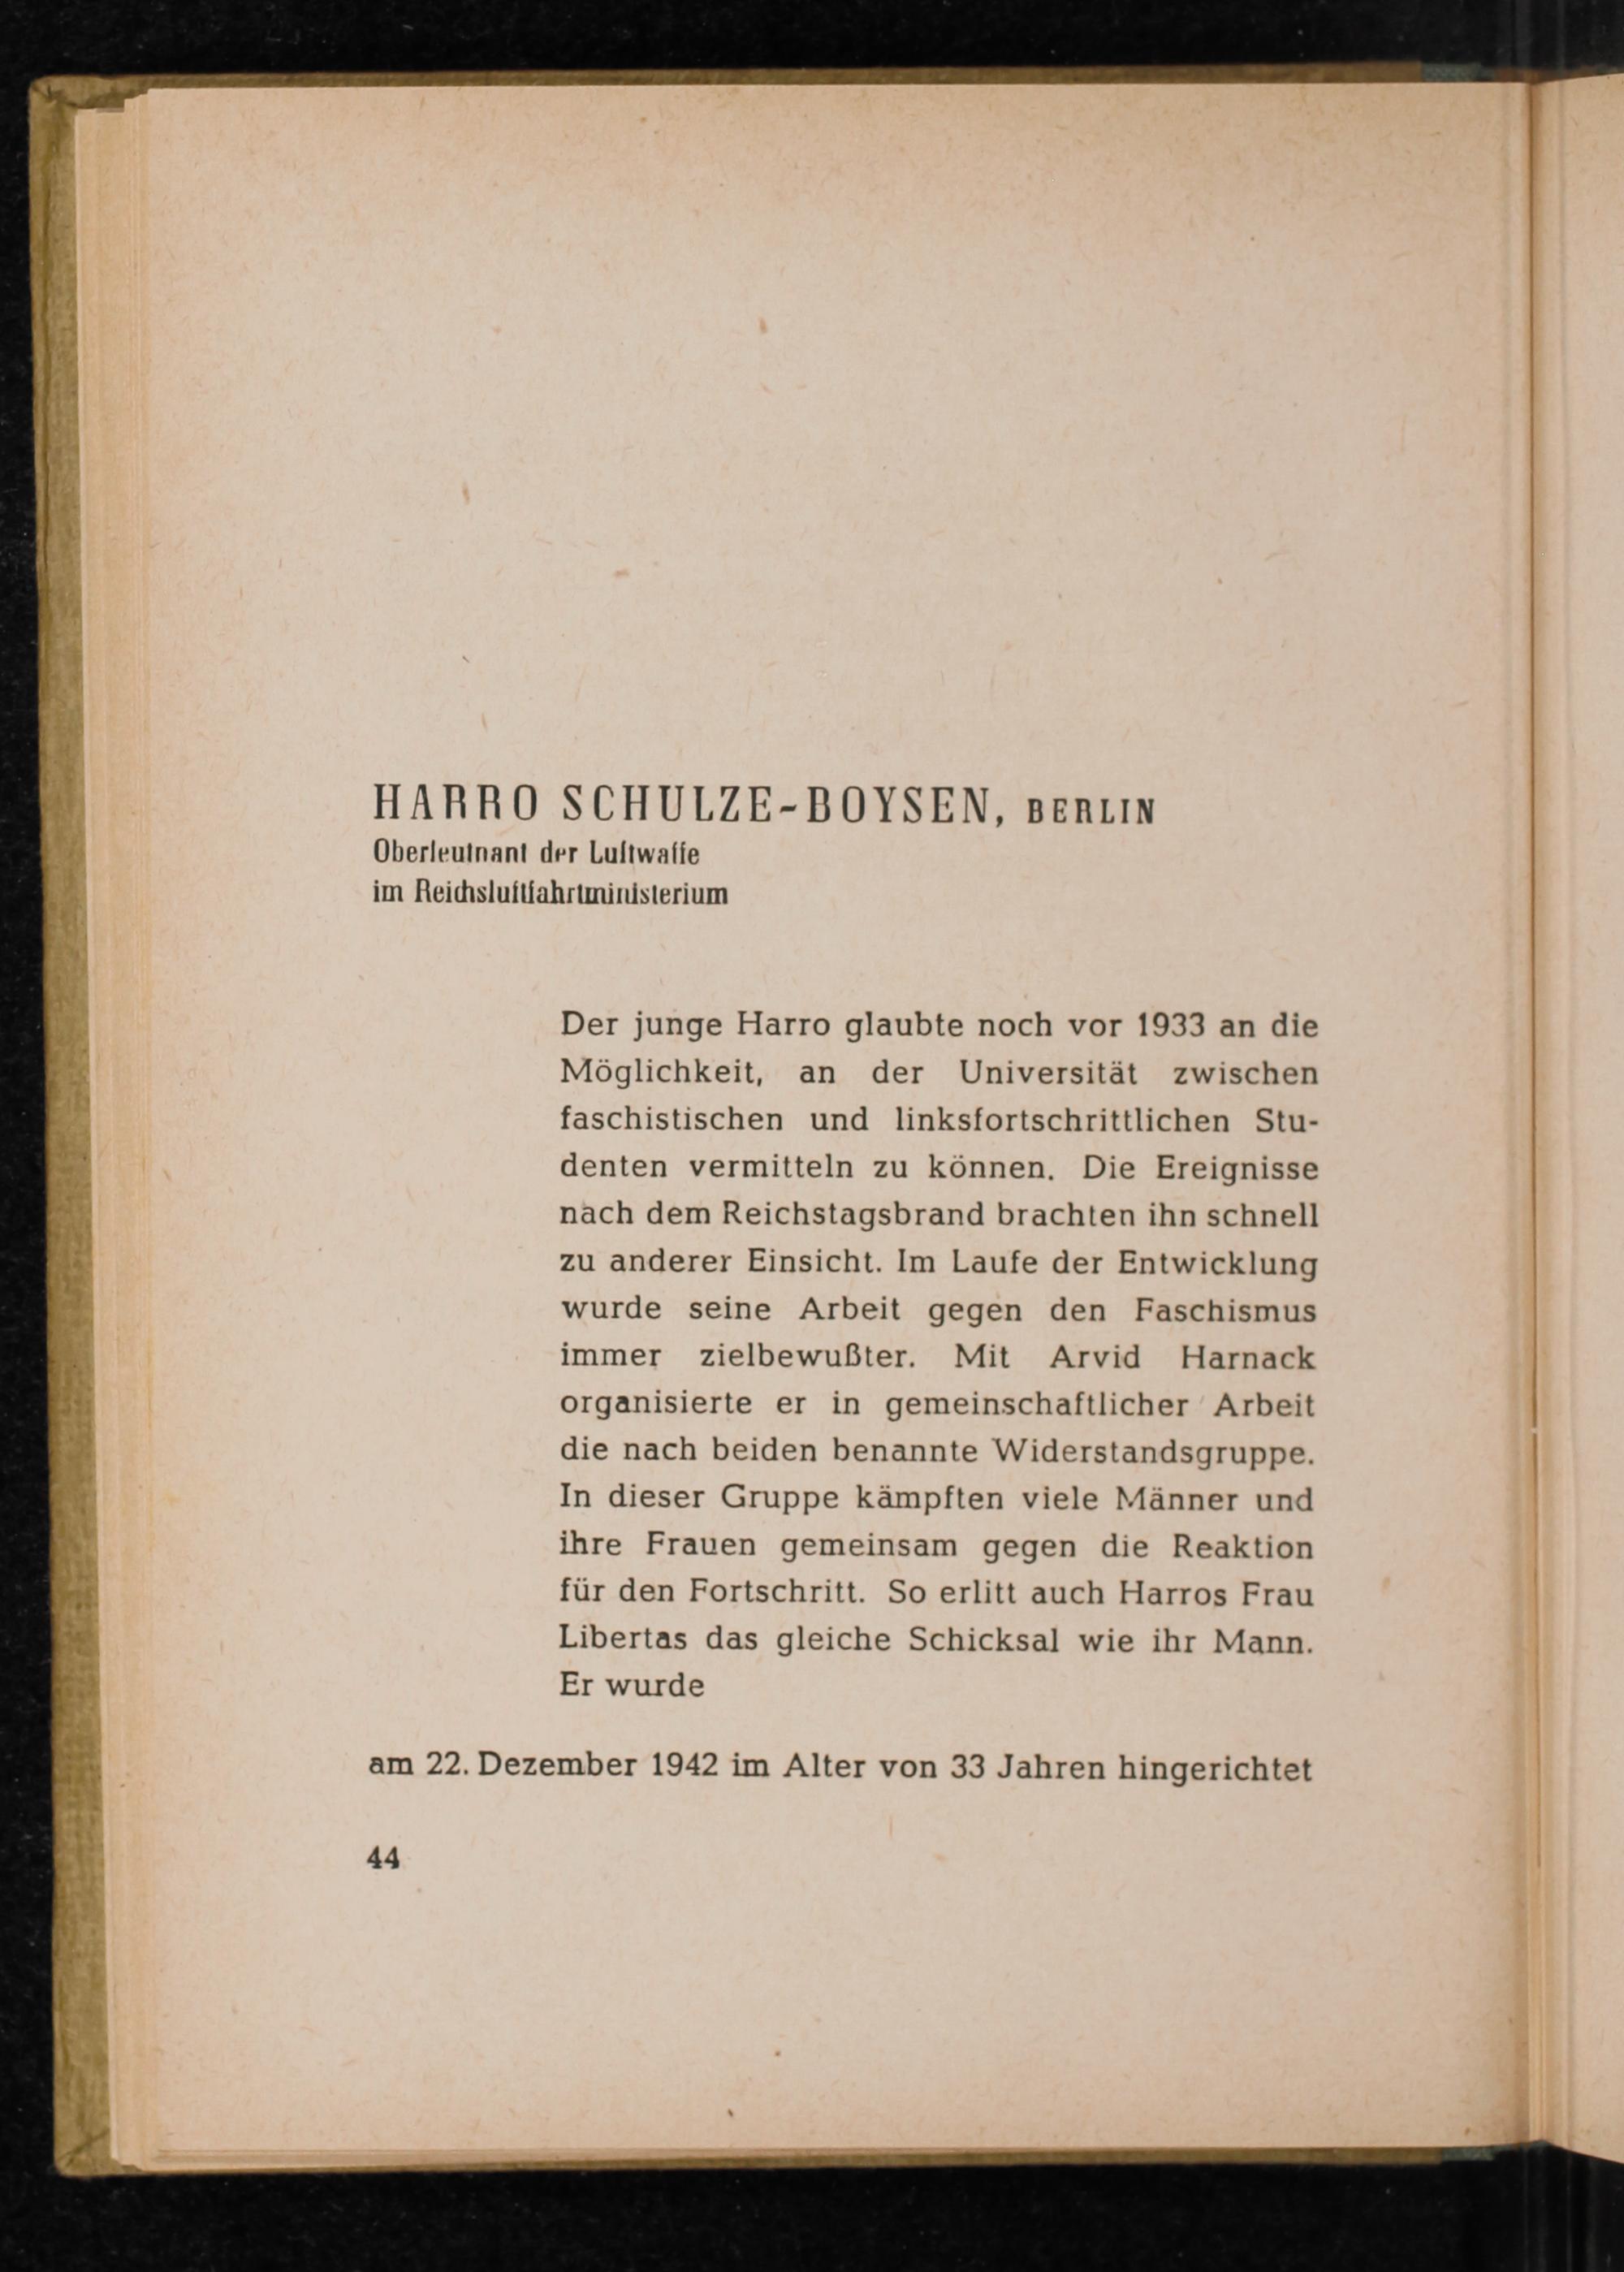 HARRO SCHULZE-BOYSEN, BERLIN
Oberleutnant der Luftwaffe
im Reichsluftfahrtministerium
Der junge Harro glaubte noch vor 1933 an die
Möglichkeit, an der Universität zwischen
faschistischen und linksfortschrittlichen Stu-
denten vermitteln zu können. Die Ereignisse
nach dem Reichstagsbrand brachten ihn schnell
zu anderer Einsicht. Im Laufe der Entwicklung
wurde seine Arbeit gegen den Faschismus
immer zielbewußter. Mit Arvid Harnack
organisierte er in gemeinschaftlicher Arbeit
die nach beiden benannte Widerstandsgruppe.
In dieser Gruppe kämpften viele Männer und
ihre Frauen gemeinsam gegen die Reaktion
für den Fortschritt. So erlitt auch Harros Frau
Libertas das gleiche Schicksal wie ihr Mann.
Er wurde
am 22. Dezember 1942 im Alter von 33 Jahren hingerichtet
44